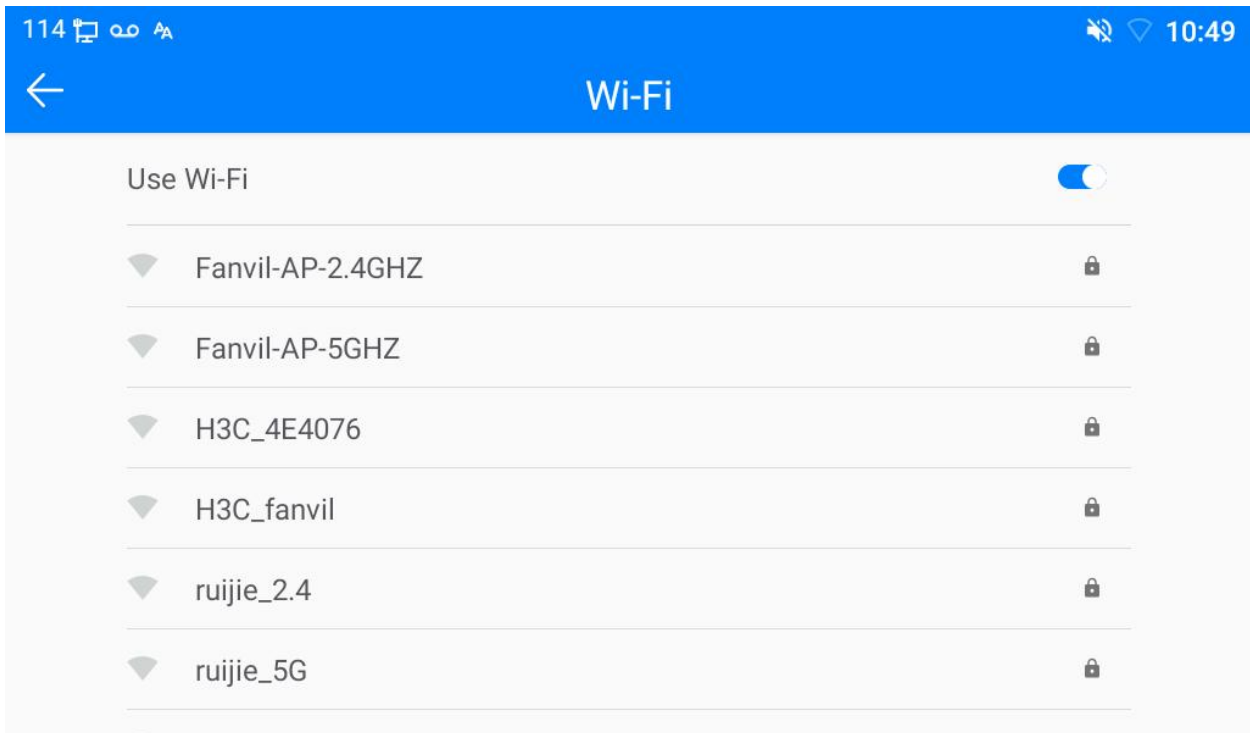 114 AA 10:49
Wi-Fi
Use Wi-Fi
Fanvil-AP-2.4GHZ
Fanvil-AP-5GHZ
H3C_4E4076
H3C_fanvil
ruijie_2.4
ruijie_5G